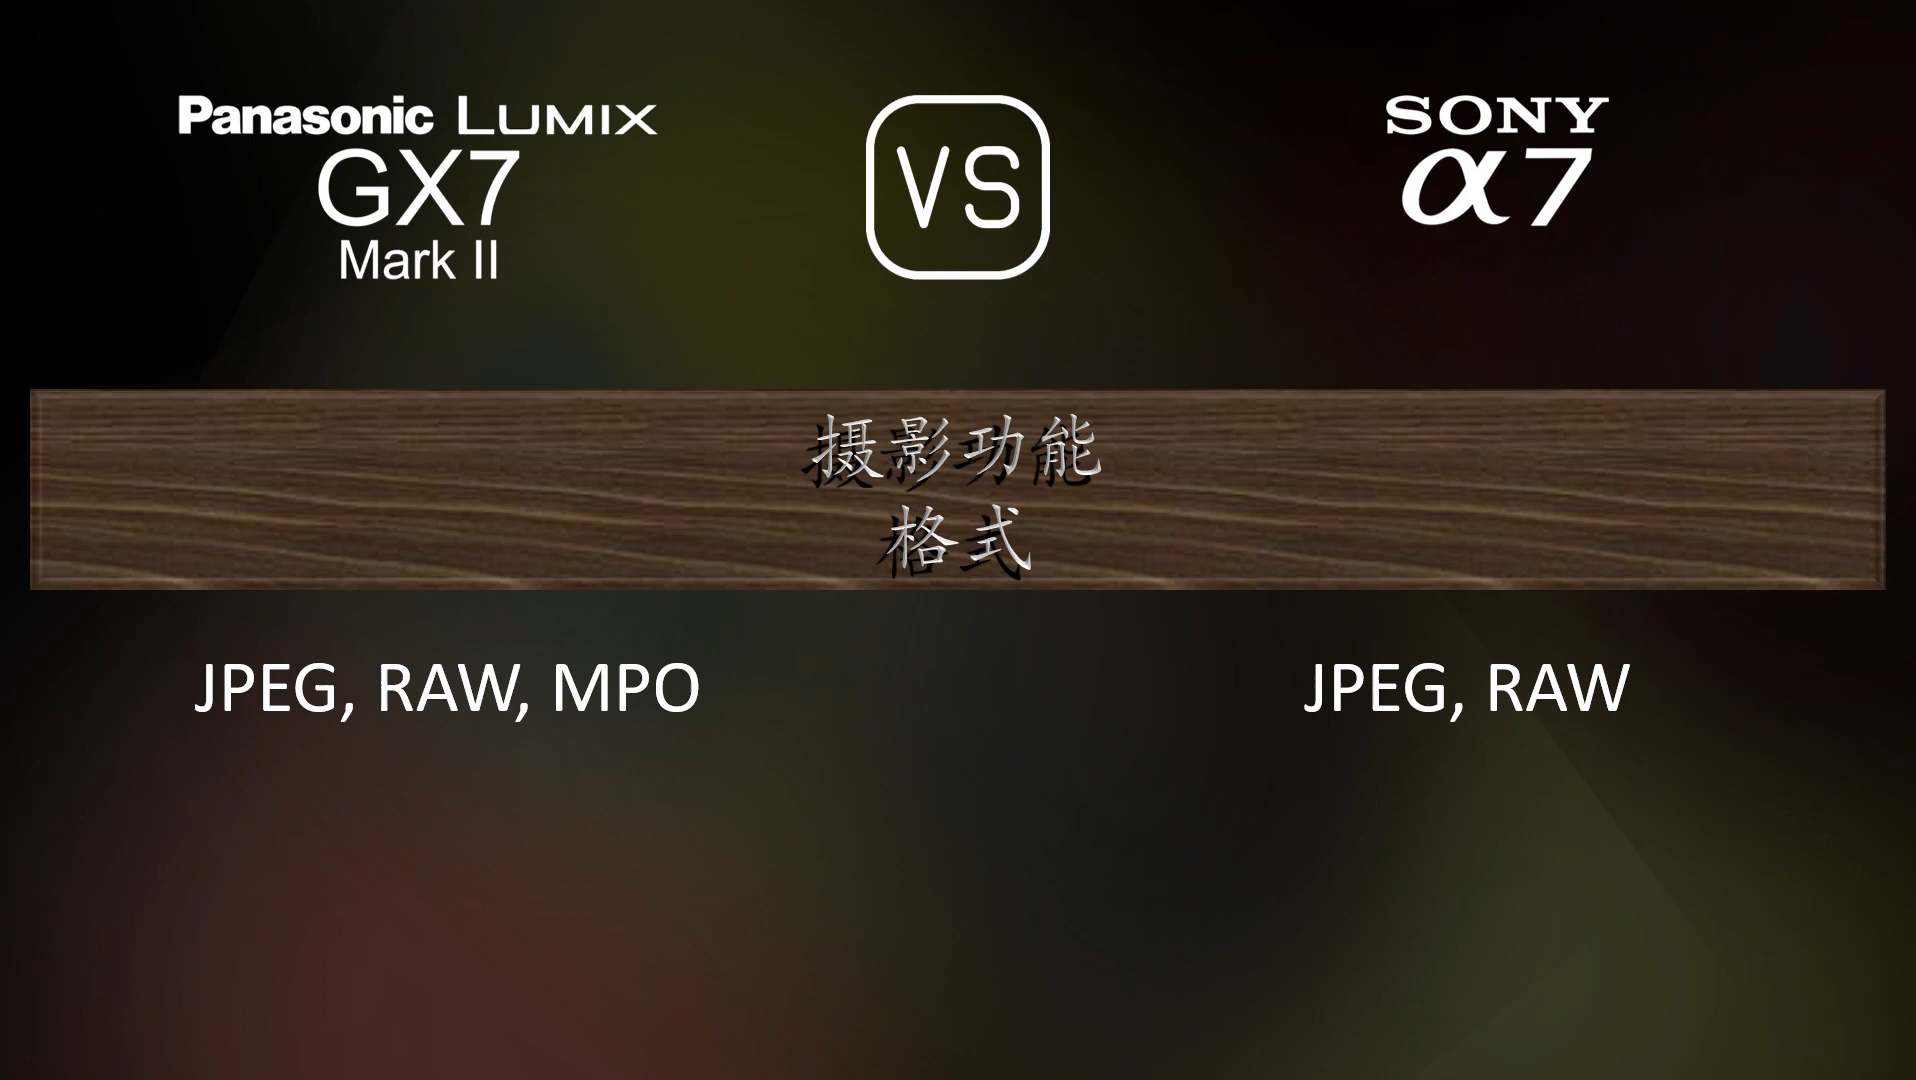 Panasonic LUMIX
GX7
Mark II
VS
SONY
α7
摄影功能
格式
JPEG, RAW, MPO
JPEG, RAW